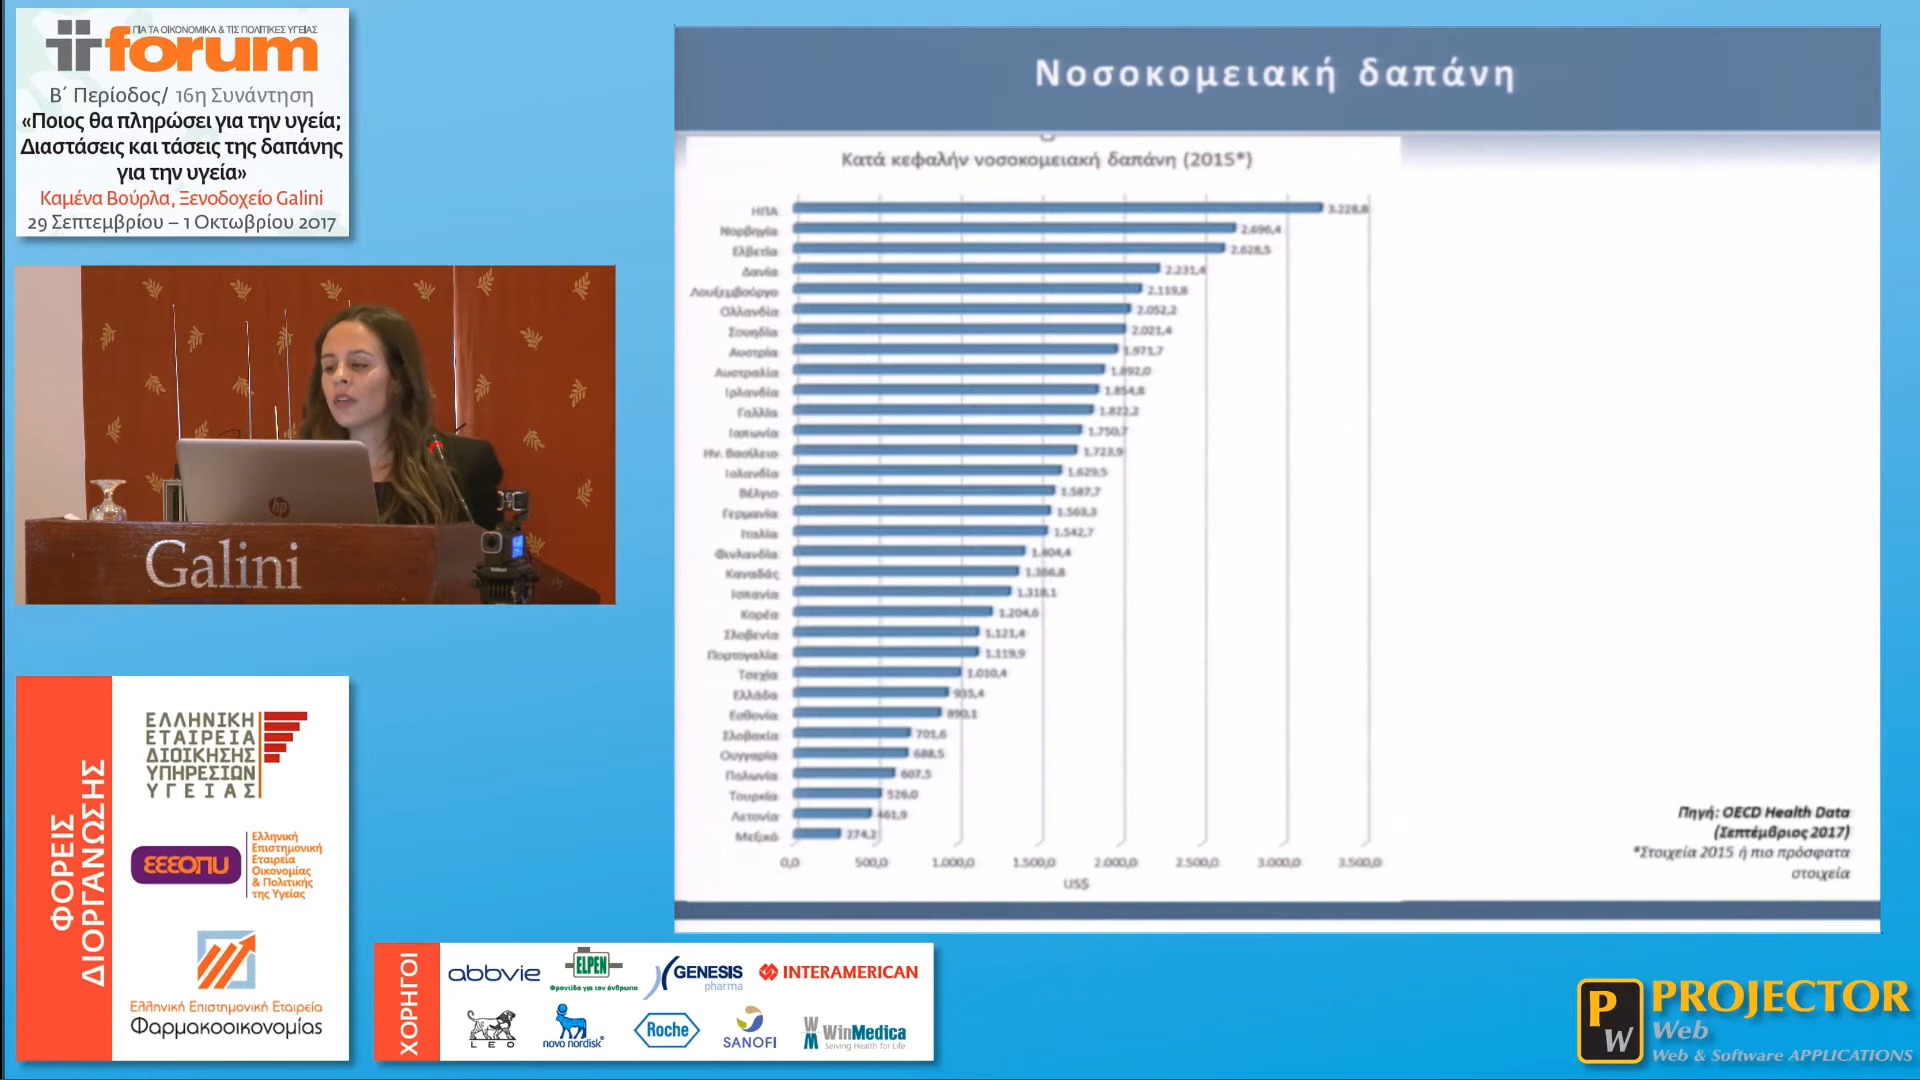 ΓΙΑ ΤΑ ΟΙΚΟΝΟΜΙΚΑ & ΤΙΣ ΠΟΛΙΤΙΚΕΣ ΥΓΕΙΑΣ
forum
Β΄ Περίοδος/ 16η Συνάντηση
«Ποιος θα πληρώσει για την υγεία;
Διαστάσεις και τάσεις της δαπάνης
για την υγεία»
Καμένα Βούρλα, Ξενοδοχείο Galini
29 Σεπτεμβρίου – 1 Οκτωβρίου 2017
hp
Galini
ΦΟΡΕΙΣ
ΔΙΟΡΓΑΝΩΣΗΣ
ΕΛΛΗΝΙΚΗ
ΕΤΑΙΡΕΙΑ
ΔΙΟΙΚΗΣΗΣ
ΥΠΗΡΕΣΙΩΝ
ΥΓΕΙΑΣ
ΕΕΕΟΠΥ
Ελληνική
Επιστημονική
Εταιρεία
Οικονομίας
& Πολιτικής
της Υγείας
Ελληνική Επιστημονική Εταιρεία
Φαρμακοοικονομίας
Νοσοκομειακή δαπάνη
Κατά κεφαλήν νοσοκομειακή δαπάνη (2015*)
ΗΠΑ 3.228,8
Νορβηγία 2.696,4
Ελβετία 2.628,5
Δανία 2.231,4
Λουξεμβούργο 2.119,8
Ολλανδία 2.052,2
Σουηδία 2.021,4
Αυστρία 1.971,7
Αυστραλία 1.892,0
Ιρλανδία 1.854,8
Γαλλία 1.822,2
Ιαπωνία 1.750,7
Ην. Βασίλειο 1.723,9
Ισλανδία 1.629,5
Βέλγιο 1.587,7
Γερμανία 1.563,3
Ιταλία 1.542,7
Φινλανδία 1.404,4
Καναδάς 1.366,8
Ισπανία 1.318,1
Κορέα 1.204,6
Σλοβενία 1.121,4
Πορτογαλία 1.119,9
Τσεχία 1.010,4
Ελλάδα 935,4
Εσθονία 890,1
Σλοβακία 701,6
Ουγγαρία 688,5
Πολωνία 607,5
Τουρκία 526,0
Λετονία 461,9
Μεξικό 274,2
0,0 500,0 1.000,0 1.500,0 2.000,0 2.500,0 3.000,0 3.500,0
US$
Πηγή: OECD Health Data
(Σεπτέμβριος 2017)
*Στοιχεία 2015 ή πιο πρόσφατα
στοιχεία
ΧΟΡΗΓΟΙ
abbvie
ELPEN
Φροντίδα για τον άνθρωπο
GENESIS
pharma
INTERAMERICAN
LEO
novo nordisk®
Roche
SANOFI
WinMedica
Serving Health for Life
PW
PROJECTOR
Web
Web & Software APPLICATIONS